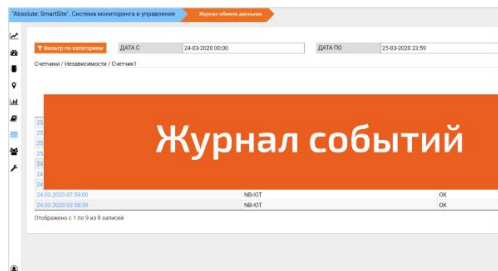 "Absolute: SmartSite". Система мониторинга и управления Журнал обмена данными
Фильтр по категориям ДАТА С 24-03-2020 00:00 ДАТА ПО 25-03-2020 23:59
Счетчики / Независимости / Счетчик1
Журнал событий
24.03.2020 07:59:00 NB-IOT OK
24.03.2020 03:58:59 NB-IOT OK
Отображено с 1 по 9 из 9 записей